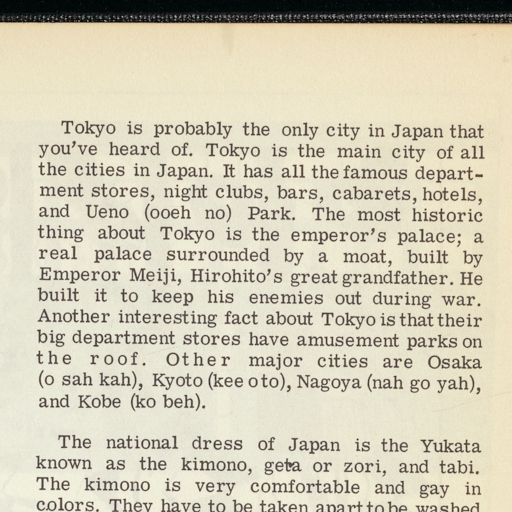 Tokyo is probably the only city in Japan that
you've heard of. Tokyo is the main city of all
the cities in Japan. It has all the famous depart-
ment stores, night clubs, bars, cabarets, hotels,
and Ueno (ooeh no) Park. The most historic
thing about Tokyo is the emperor's palace; a
real palace surrounded by a moat, built by
Emperor Meiji, Hirohito's great grandfather. He
built it to keep his enemies out during war.
Another interesting fact about Tokyo is that their
big department stores have amusement parks on
the roof. Other major cities are Osaka
(o sah kah), Kyoto (kee o to), Nagoya (nah go yah),
and Kobe (ko beh).
The national dress of Japan is the Yukata
known as the kimono, geta or zori, and tabi.
The kimono is very comfortable and gay in
colors. They have to be taken apart to be washed